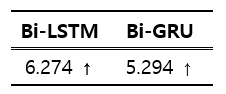 Bi-LSTM Bi-GRU
6.274 ↑ 5.294 ↑